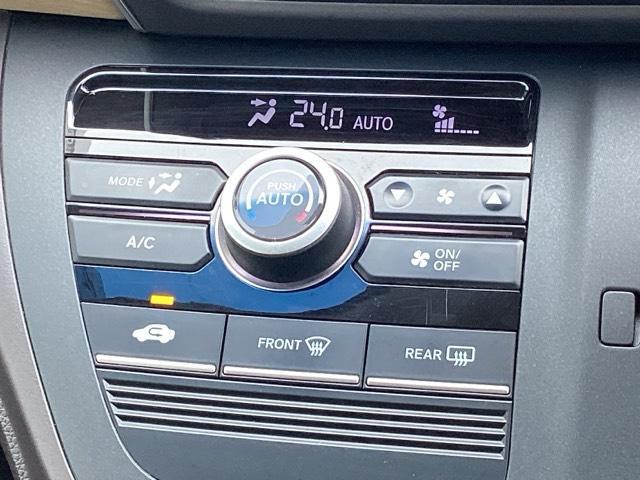 24.0 AUTO
MODE
PUSH/
AUTO
A/C
ON/
OFF
FRONT
REAR